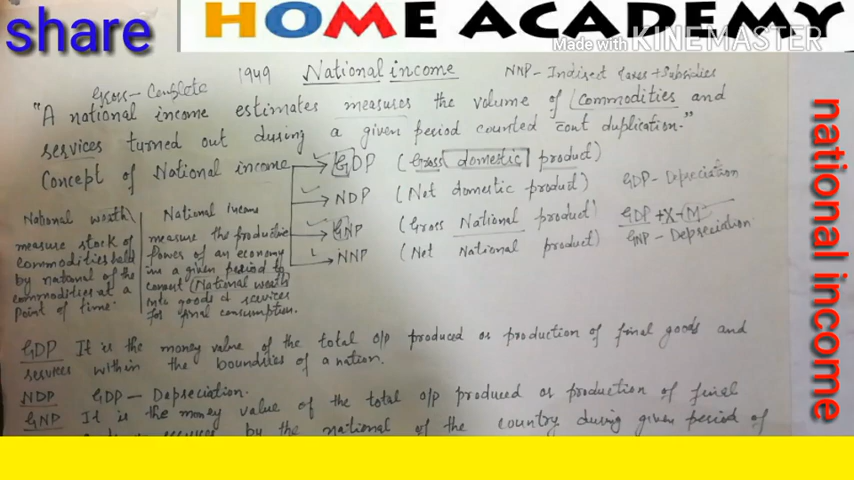 share
HOME ACADEMY
Made with KINEMASTER
Gross - Complete 1949 National income NNP - Indirect taxes + Subsidies
"A national income estimates measures the volume of commodities and
services turned out during a given period counted duplication."
Concept of National income
GDP (Gross domestic product)
NDP (Net domestic product) GDP - Depreciation
GNP (Gross National product) GDP + X - M
NNP (Net National product) GNP - Depreciation
National wealth
measure stock of
commodities held
by national of the
commodities at a
Point of time.
National income
measure the productive
Power of an economy
in a given period to
convert (National wealth
into goods & services
for final consumption.
GDP It is the money value of the total o/p produced or production of final goods and
services within the boundries of a nation.
NDP GDP - Depreciation.
GNP It is the money value of the total o/p produced or production of final
services by the national of the country during given period of
national income